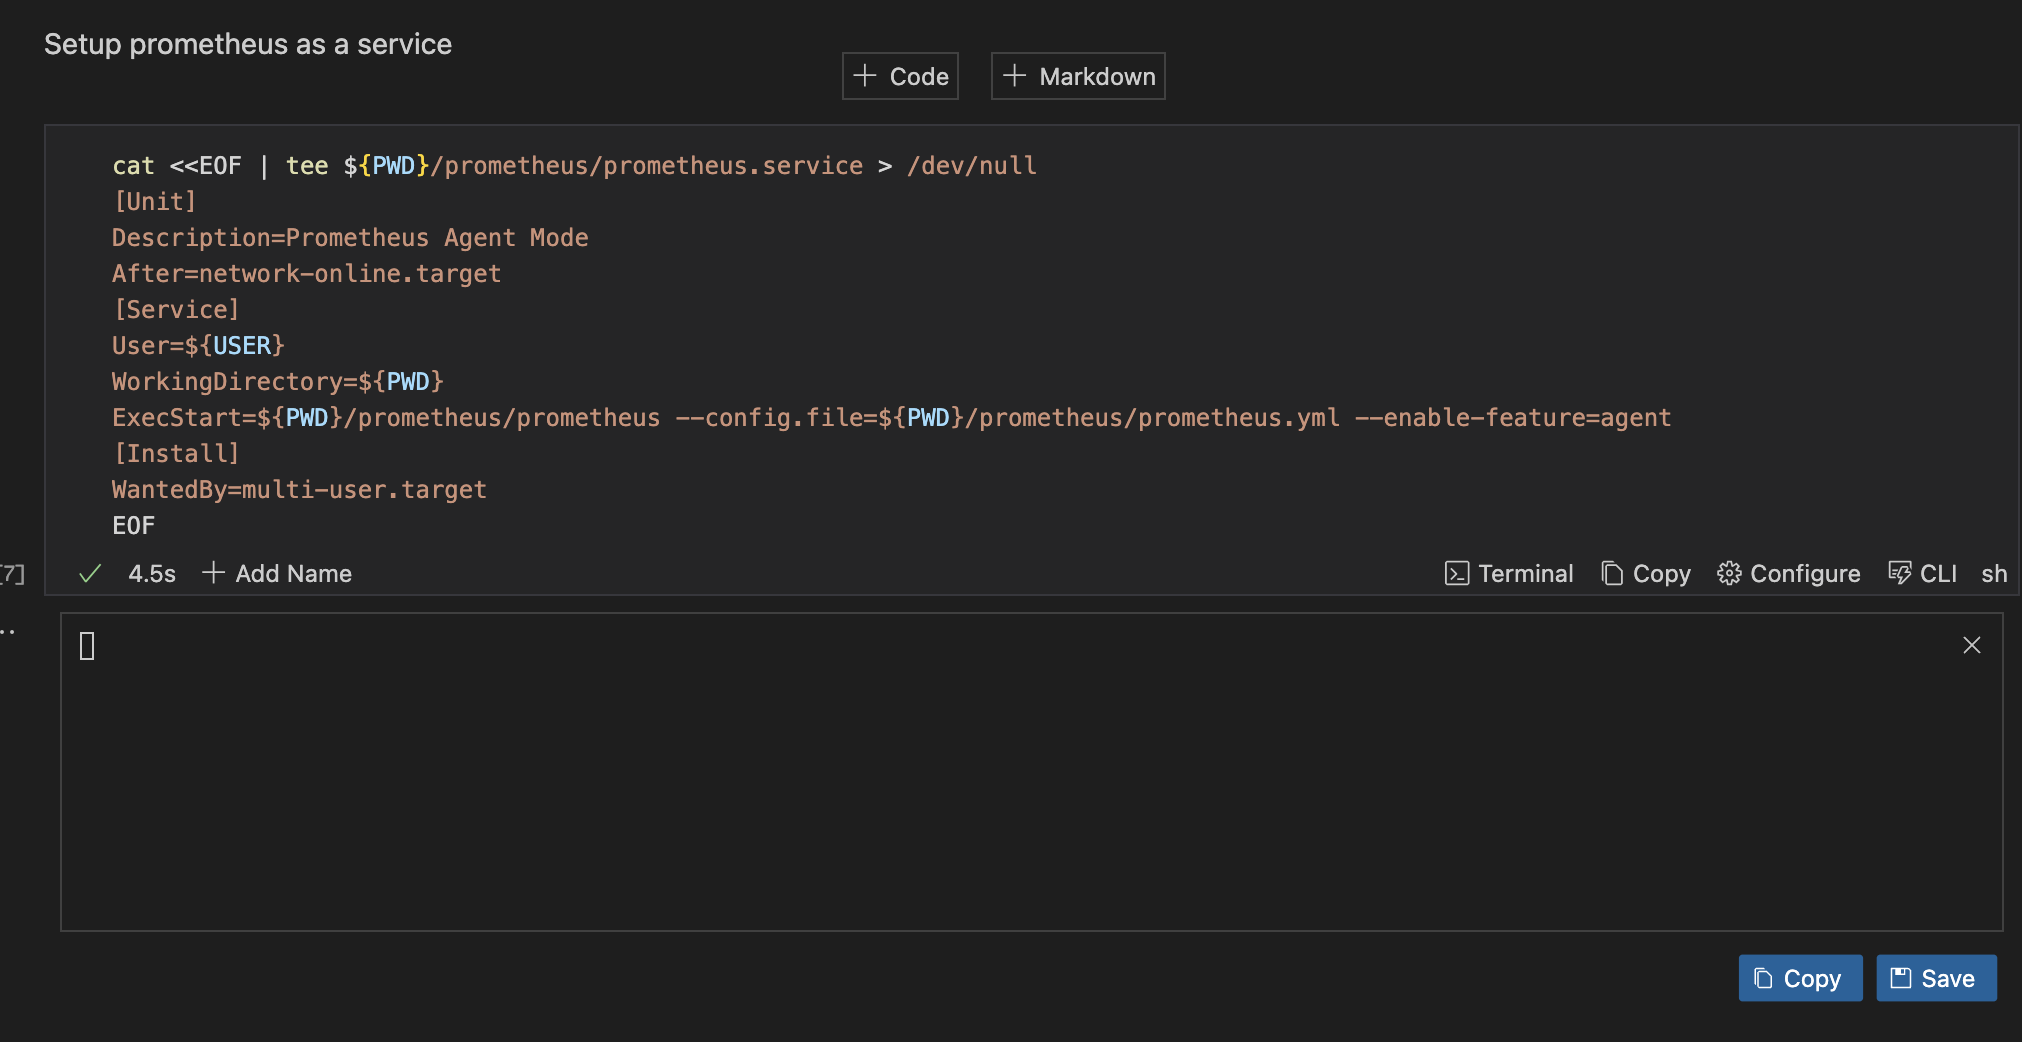 Setup prometheus as a service
Code
Markdown
cat <<EOF | tee ${PWD}/prometheus/prometheus.service > /dev/null
[Unit]
Description=Prometheus Agent Mode
After=network-online.target
[Service]
User=${USER}
WorkingDirectory=${PWD}
ExecStart=${PWD}/prometheus/prometheus --config.file=${PWD}/prometheus/prometheus.yml --enable-feature=agent
[Install]
WantedBy=multi-user.target
EOF
[7] 4.5s Add Name Terminal Copy Configure CLI sh
Copy Save